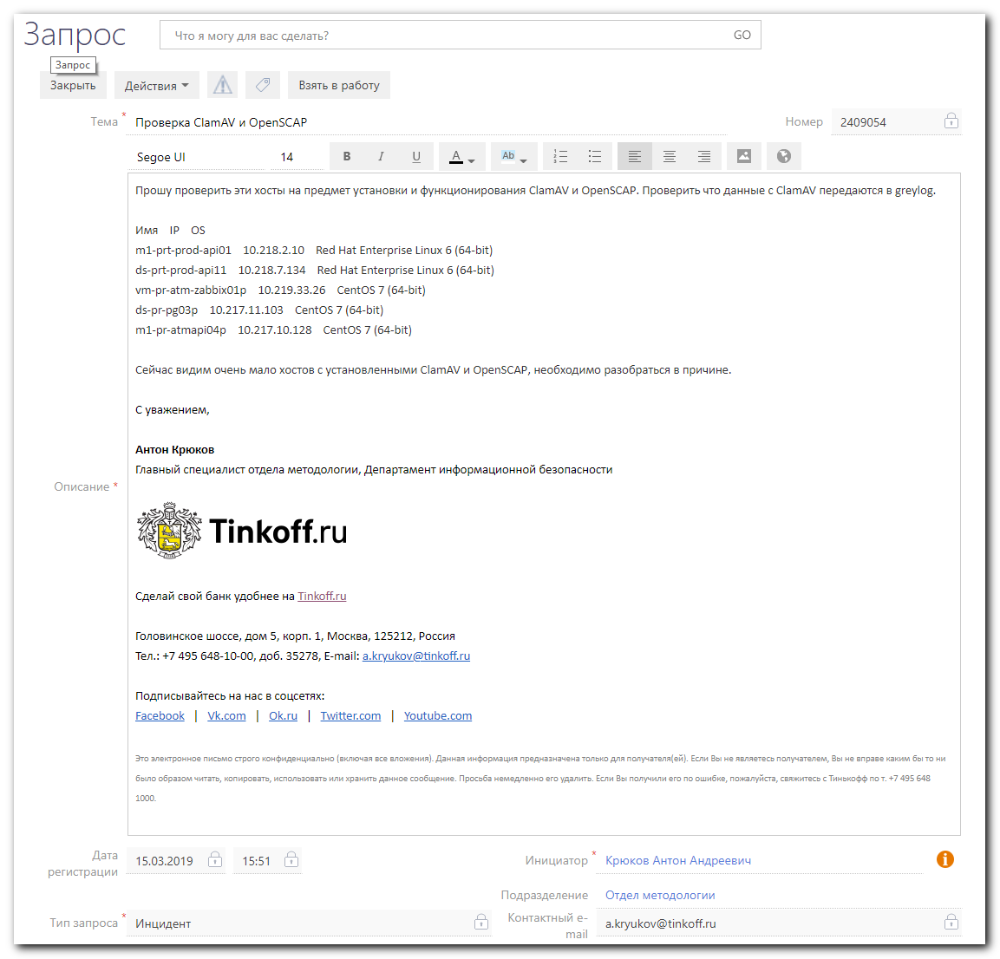 Запрос
Что я могу для вас сделать? GO
Запрос
Закрыть Действия Взять в работу
Тема * Проверка ClamAV и OpenSCAP Номер 2409054
Segoe UI 14 B I U A Ab
Прошу проверить эти хосты на предмет установки и функционирования ClamAV и OpenSCAP. Проверить что данные с ClamAV передаются в greylog.
Имя IP OS
m1-prt-prod-api01 10.218.2.10 Red Hat Enterprise Linux 6 (64-bit)
ds-prt-prod-api11 10.218.7.134 Red Hat Enterprise Linux 6 (64-bit)
vm-pr-atm-zabbix01p 10.219.33.26 CentOS 7 (64-bit)
ds-pr-pg03p 10.217.11.103 CentOS 7 (64-bit)
m1-pr-atmapi04p 10.217.10.128 CentOS 7 (64-bit)
Сейчас видим очень мало хостов с установленными ClamAV и OpenSCAP, необходимо разобраться в причине.
С уважением,
Антон Крюков
Главный специалист отдела методологии, Департамент информационной безопасности
Описание *
Tinkoff.ru
Сделай свой банк удобнее на Tinkoff.ru
Головинское шоссе, дом 5, корп. 1, Москва, 125212, Россия
Тел.: +7 495 648-10-00, доб. 35278, E-mail: a.kryukov@tinkoff.ru
Подписывайтесь на нас в соцсетях:
Facebook | Vk.com | Ok.ru | Twitter.com | Youtube.com
Это электронное письмо строго конфиденциально (включая все вложения). Данная информация предназначена только для получателя(ей). Если Вы не являетесь получателем, Вы не вправе каким бы то ни
было образом читать, копировать, использовать или хранить данное сообщение. Просьба немедленно его удалить. Если Вы получили его по ошибке, пожалуйста, свяжитесь с Тинькофф по т. +7 495 648
1000.
Дата регистрации 15.03.2019 15:51 Инициатор * Крюков Антон Андреевич
Подразделение Отдел методологии
Тип запроса * Инцидент Контактный e-mail a.kryukov@tinkoff.ru